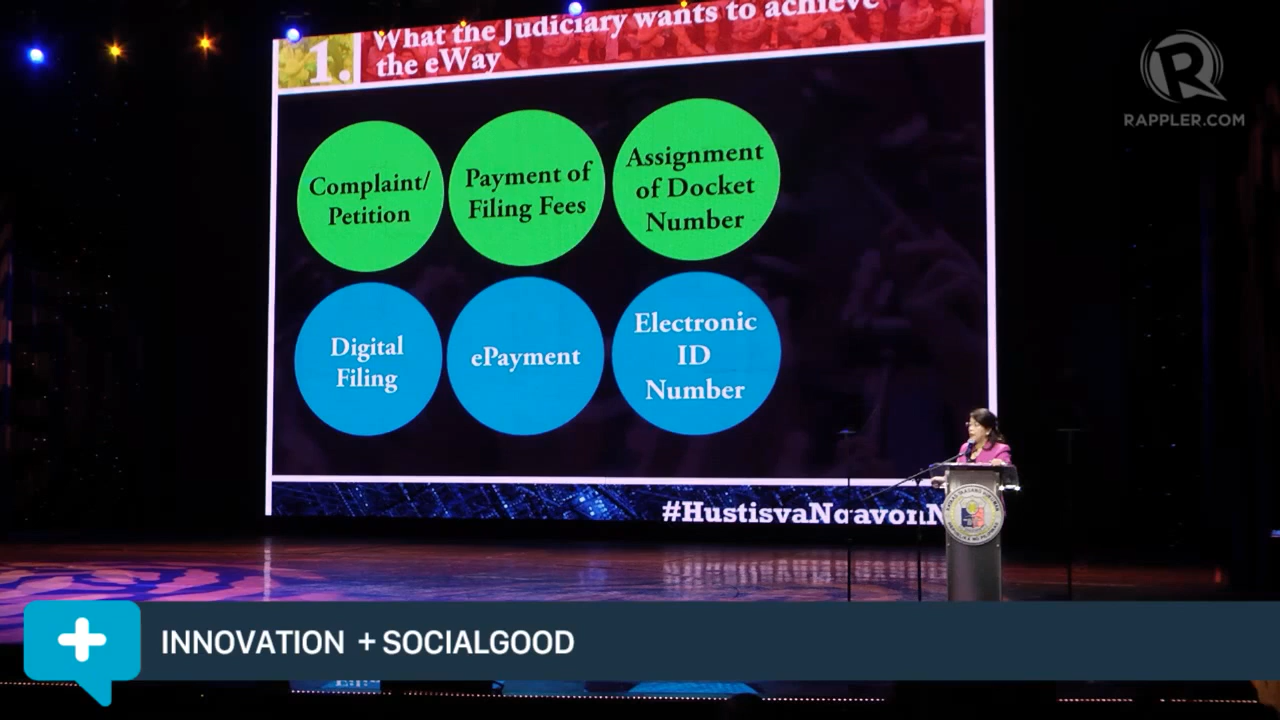 What the Judiciary wants to achieve
1.
the eWay
R
RAPPLER.COM
Complaint/
Petition
Payment of
Filing Fees
Assignment
of Docket
Number
Digital
Filing
ePayment
Electronic
ID
Number
#HustisyaNgayonN
INNOVATION + SOCIALGOOD